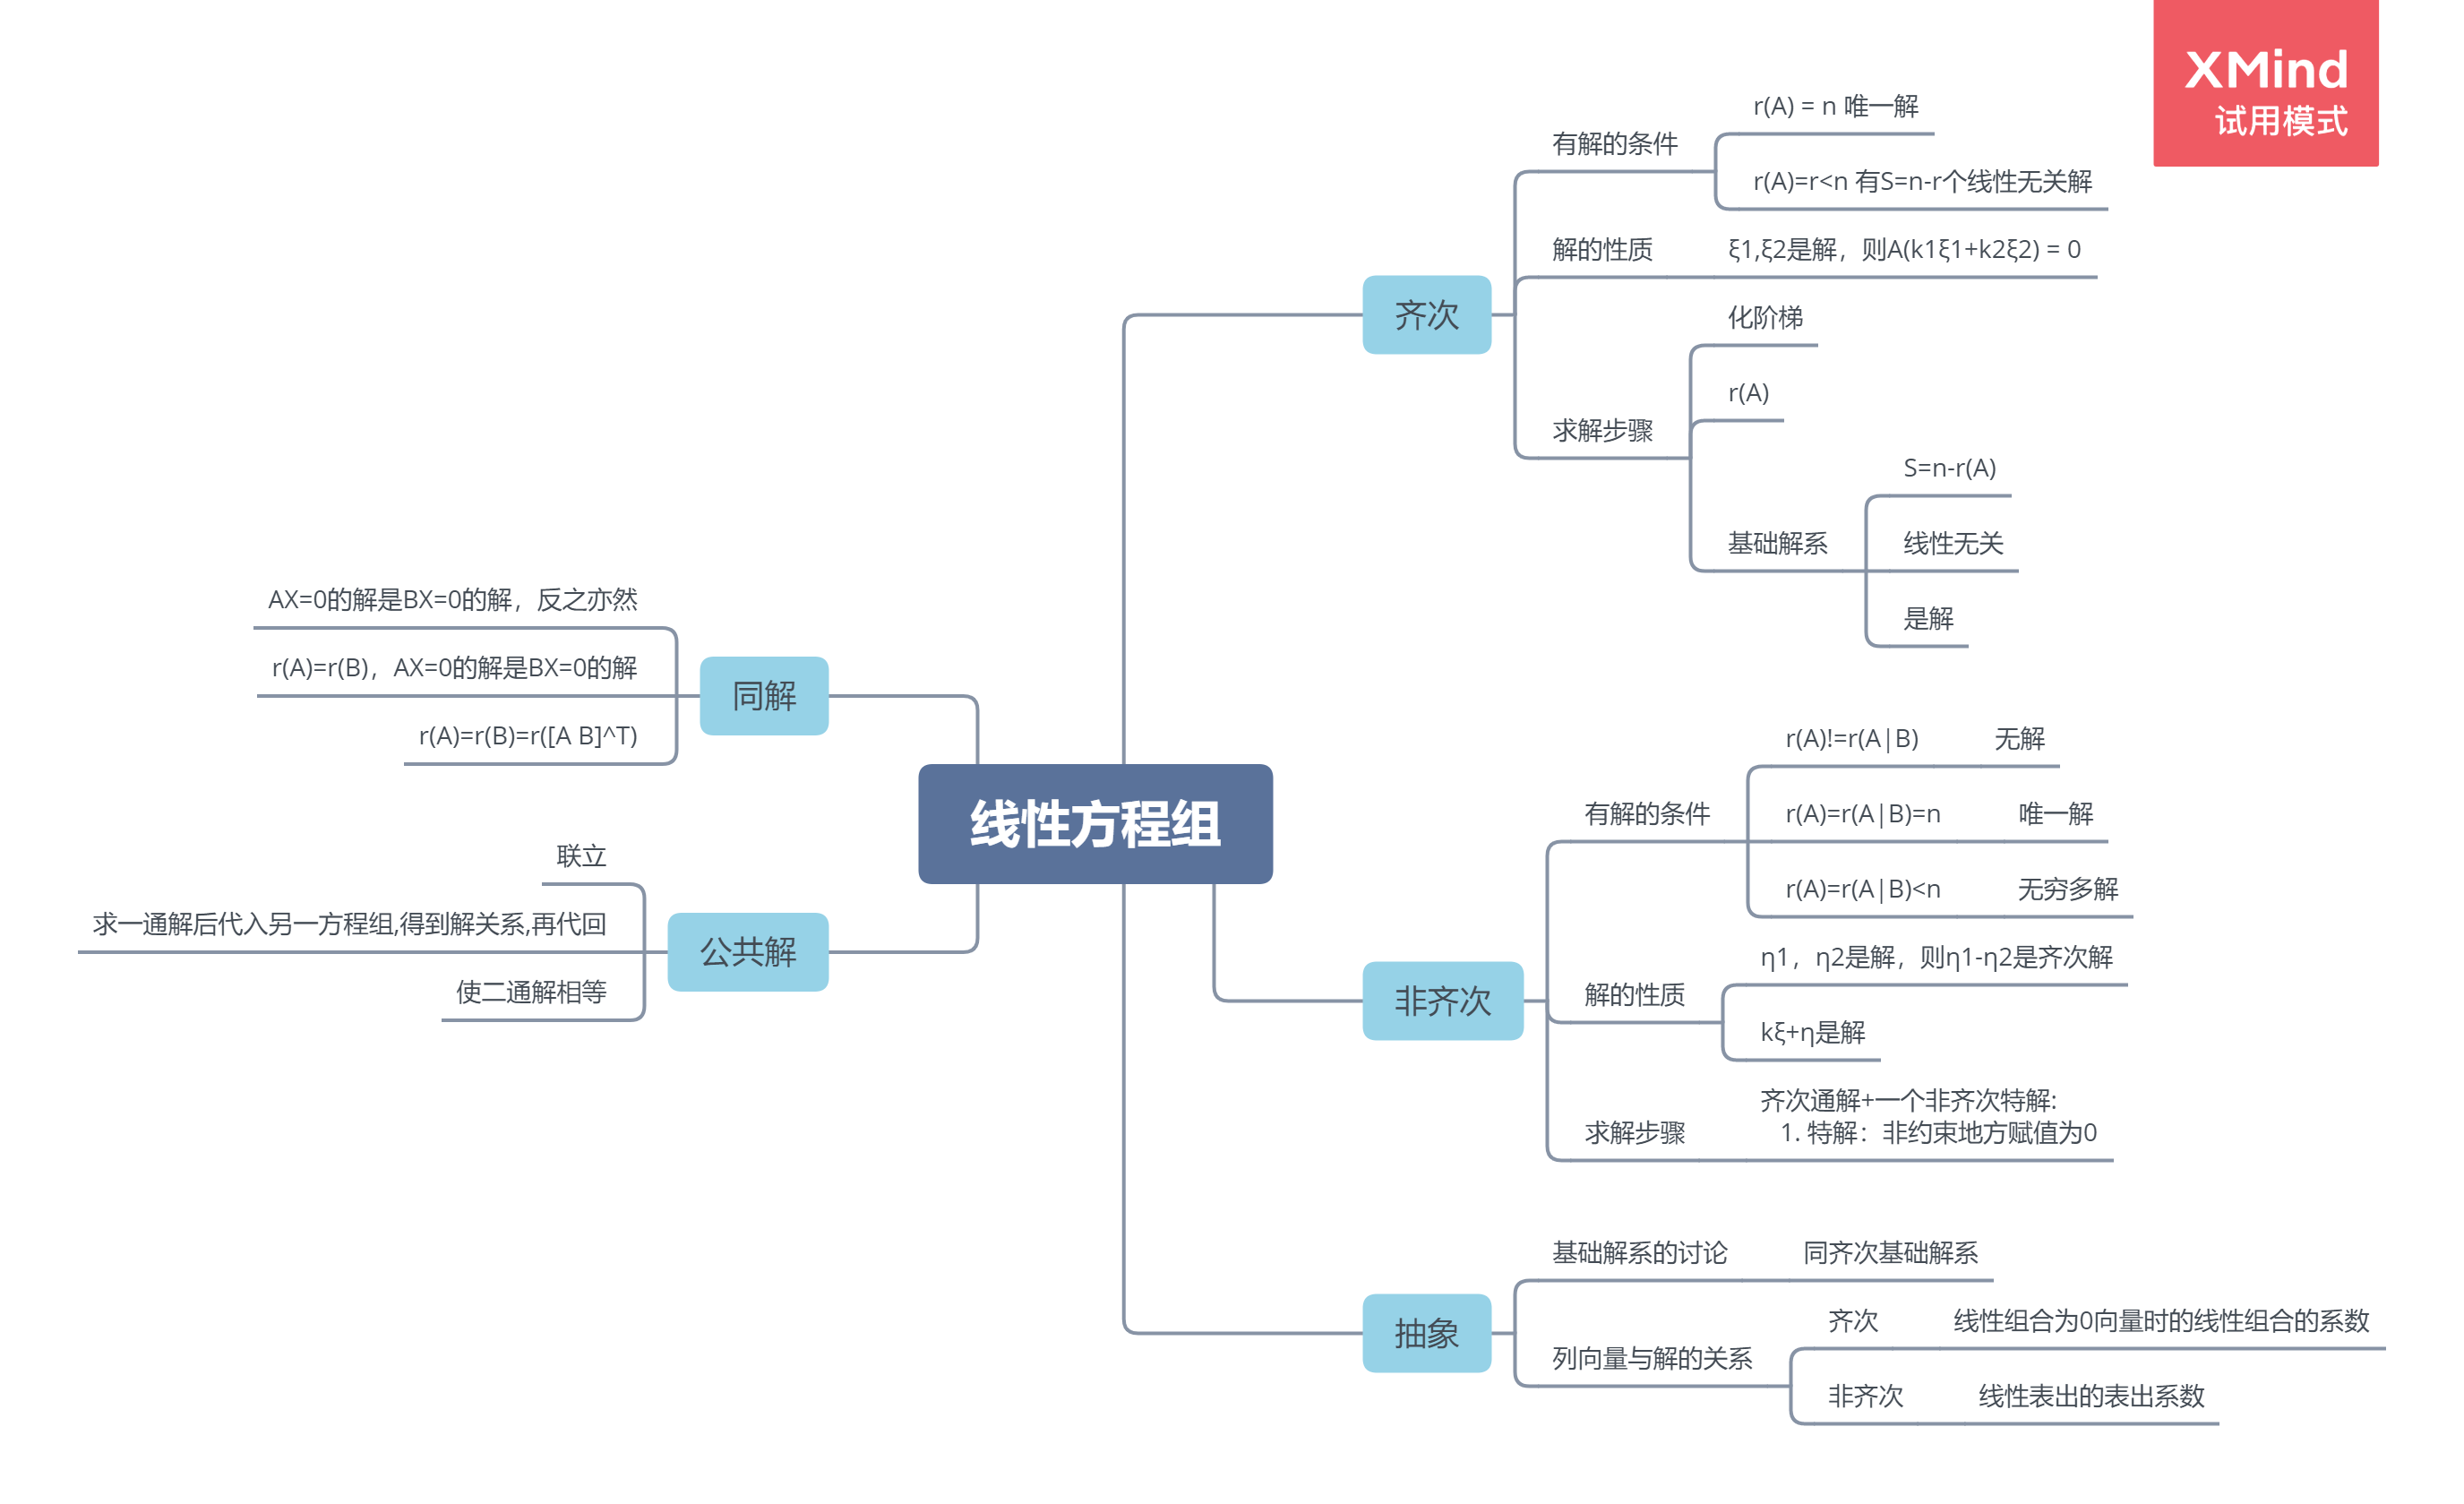 XMind
试用模式
线性方程组
齐次
有解的条件
r(A) = n 唯一解
r(A)=r<n 有S=n-r个线性无关解
解的性质
ξ1,ξ2是解，则A(k1ξ1+k2ξ2) = 0
求解步骤
化阶梯
r(A)
基础解系
S=n-r(A)
线性无关
是解
非齐次
有解的条件
r(A)!=r(A|B)
无解
r(A)=r(A|B)=n
唯一解
r(A)=r(A|B)<n
无穷多解
解的性质
η1，η2是解，则η1-η2是齐次解
kξ+η是解
求解步骤
齐次通解+一个非齐次特解:
1. 特解：非约束地方赋值为0
抽象
基础解系的讨论
同齐次基础解系
列向量与解的关系
齐次
线性组合为0向量时的线性组合的系数
非齐次
线性表出的表出系数
同解
AX=0的解是BX=0的解，反之亦然
r(A)=r(B)，AX=0的解是BX=0的解
r(A)=r(B)=r([A B]^T)
公共解
联立
求一通解后代入另一方程组,得到解关系,再代回
使二通解相等